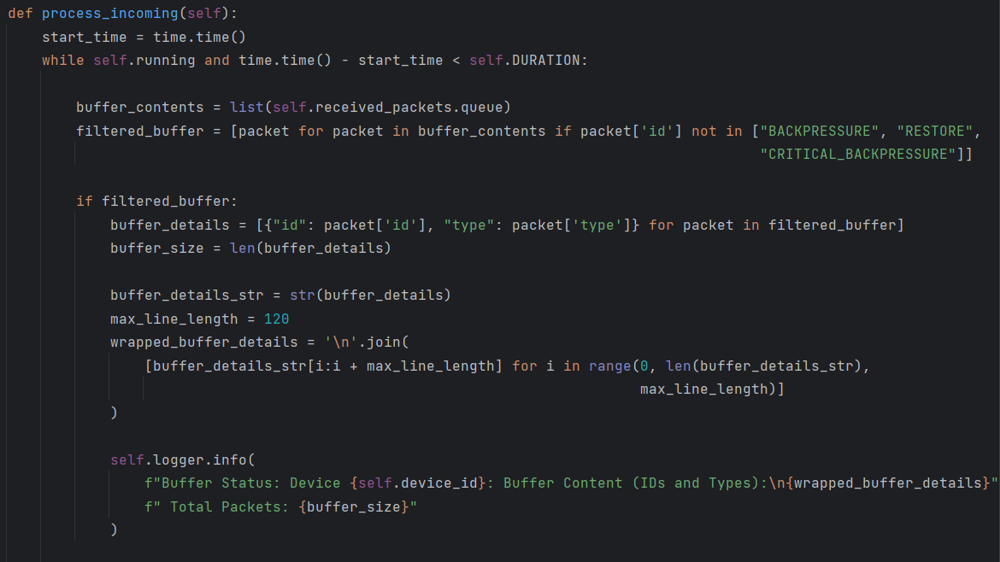 def process_incoming(self):
    start_time = time.time()
    while self.running and time.time() - start_time < self.DURATION:

        buffer_contents = list(self.received_packets.queue)
        filtered_buffer = [packet for packet in buffer_contents if packet['id'] not in ["BACKPRESSURE", "RESTORE",
                                                                                        "CRITICAL_BACKPRESSURE"]]

        if filtered_buffer:
            buffer_details = [{"id": packet['id'], "type": packet['type']} for packet in filtered_buffer]
            buffer_size = len(buffer_details)

            buffer_details_str = str(buffer_details)
            max_line_length = 120
            wrapped_buffer_details = '\n'.join(
                [buffer_details_str[i:i + max_line_length] for i in range(0, len(buffer_details_str),
                                                                          max_line_length)]
            )

            self.logger.info(
                f"Buffer Status: Device {self.device_id}: Buffer Content (IDs and Types):\n{wrapped_buffer_details}"
                f" Total Packets: {buffer_size}"
            )